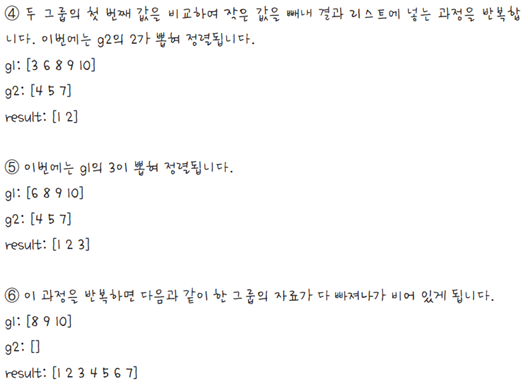 ④ 두 그룹의 첫 번째 값을 비교하여 작은 값을 빼내 결과 리스트에 넣는 과정을 반복합
니다. 이번에는 g2의 2가 뽑혀 정렬됩니다.
g1: [3 6 8 9 10]
g2: [4 5 7]
result: [1 2]
⑤ 이번에는 g1의 3이 뽑혀 정렬됩니다.
g1: [6 8 9 10]
g2: [4 5 7]
result: [1 2 3]
⑥ 이 과정을 반복하면 다음과 같이 한 그룹의 자료가 다 빠져나가 비어 있게 됩니다.
g1: [8 9 10]
g2: []
result: [1 2 3 4 5 6 7]